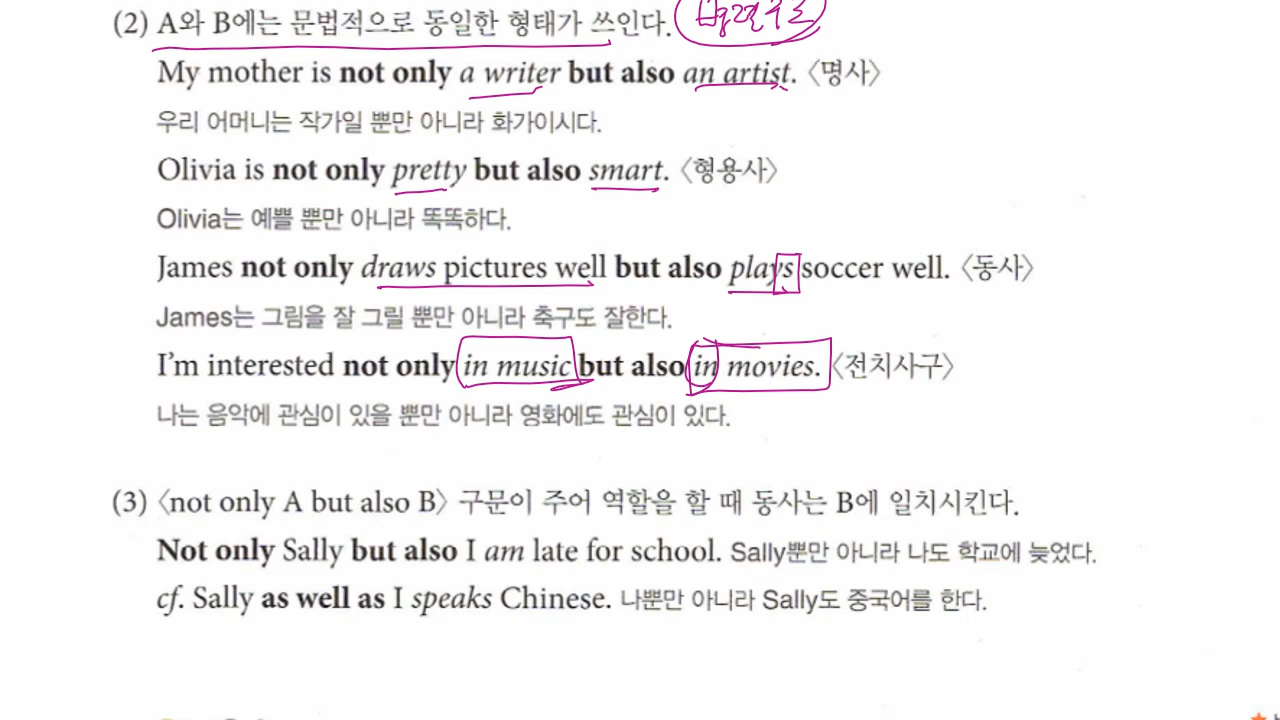 (2) A와 B에는 문법적으로 동일한 형태가 쓰인다. 병렬구조
My mother is not only a writer but also an artist. 〈명사〉
우리 어머니는 작가일 뿐만 아니라 화가이시다.
Olivia is not only pretty but also smart. 〈형용사〉
Olivia는 예쁠 뿐만 아니라 똑똑하다.
James not only draws pictures well but also plays soccer well. 〈동사〉
James는 그림을 잘 그릴 뿐만 아니라 축구도 잘한다.
I'm interested not only in music but also in movies. 〈전치사구〉
나는 음악에 관심이 있을 뿐만 아니라 영화에도 관심이 있다.
(3) 〈not only A but also B〉 구문이 주어 역할을 할 때 동사는 B에 일치시킨다.
Not only Sally but also I am late for school. Sally뿐만 아니라 나도 학교에 늦었다.
cf. Sally as well as I speaks Chinese. 나뿐만 아니라 Sally도 중국어를 한다.